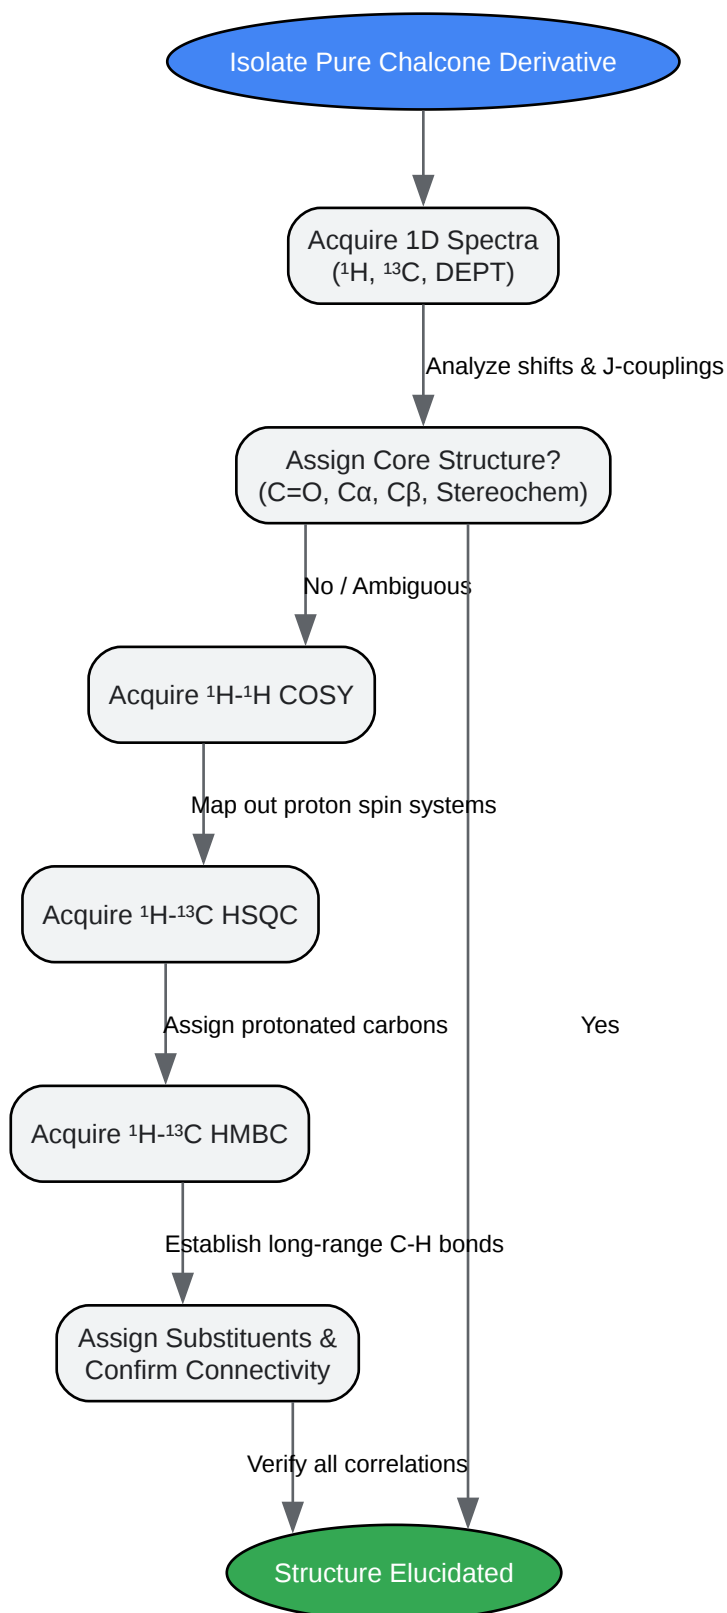 Isolate Pure Chalcone Derivative
Acquire 1D Spectra
(¹H, ¹³C, DEPT)
Analyze shifts & J-couplings
Assign Core Structure?
(C=O, Cα, Cβ, Stereochem)
No / Ambiguous
Acquire ¹H-¹H COSY
Map out proton spin systems
Acquire ¹H-¹³C HSQC
Assign protonated carbons
Yes
Acquire ¹H-¹³C HMBC
Establish long-range C-H bonds
Assign Substituents &
Confirm Connectivity
Verify all correlations
Structure Elucidated